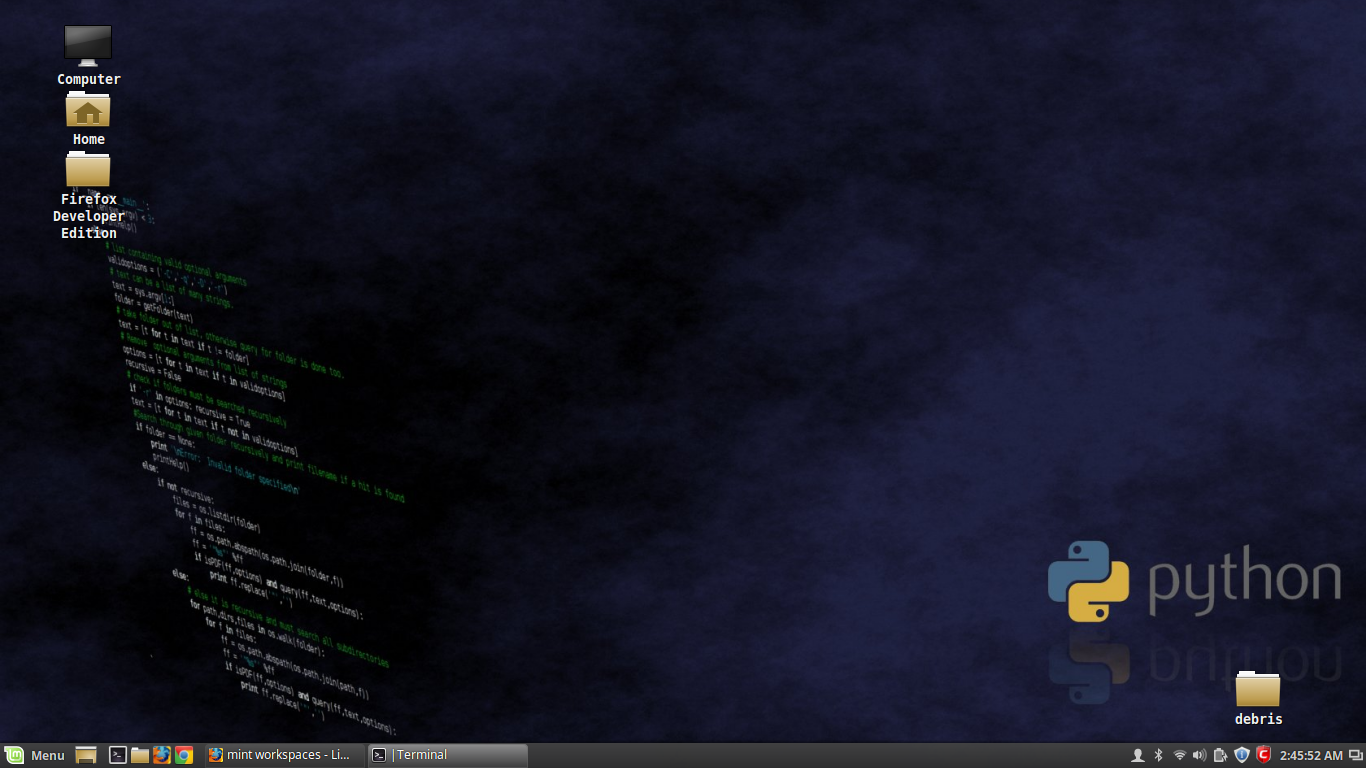 Computer
Home
Firefox
Developer
Edition
# list containing valid optional arguments
# text can be a list of many strings.
text = sys.argv[1:]
folder = getFolder(text)
# take folder out of list, otherwise query for folder is done too.
text = [t for t in text if t != folder]
# Remove optional arguments from list of strings
options = [t for t in text if t in validoptions]
recursive = False
# check if folders must be searched recursively
if '-r' in options: recursive = True
text = [t for t in text if t not in validoptions]
#Search through given folder recursively and print filename if a hit is found
if folder == None:
print '\nError: Invalid folder specified\n'
printHelp()
else:
if not recursive:
files = os.listdir(folder)
for f in files:
ff = os.path.abspath(os.path.join(folder,f))
ff = '"%s"' %ff
if isPDF(ff,options) and query(ff,text,options):
print ff.replace('"','')
else:
# else it is recursive and must search all subdirectories
for path,dirs,files in os.walk(folder):
for f in files:
ff = os.path.abspath(os.path.join(path,f))
ff = '"%s"' %ff
if isPDF(ff,options) and query(ff,text,options):
print ff.replace('"','')
python
debris
Menu
mint workspaces - Li...
Terminal
2:45:52 AM